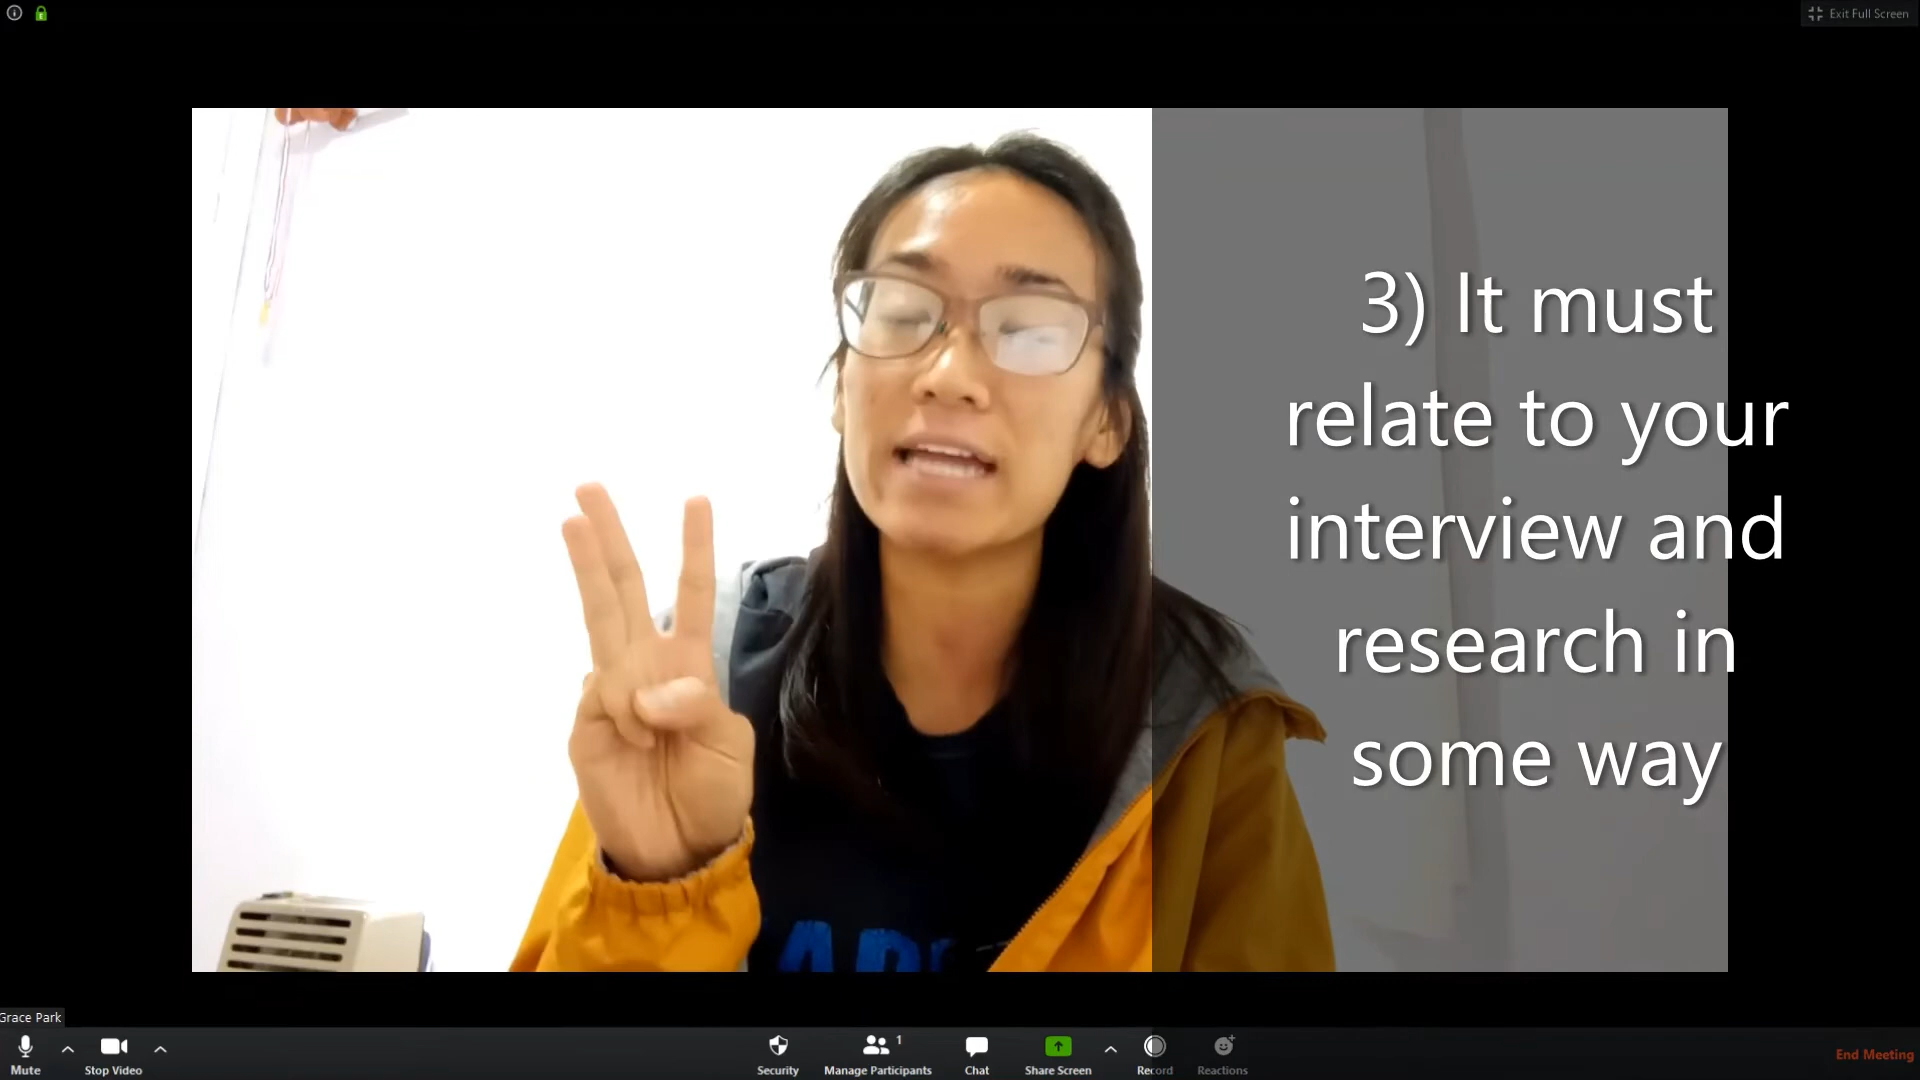 Exit Full Screen
3) It must
relate to your
interview and
research in
some way
Grace Park
Mute
Stop Video
Security
Manage Participants
1
Chat
Share Screen
Record
Reactions
End Meeting